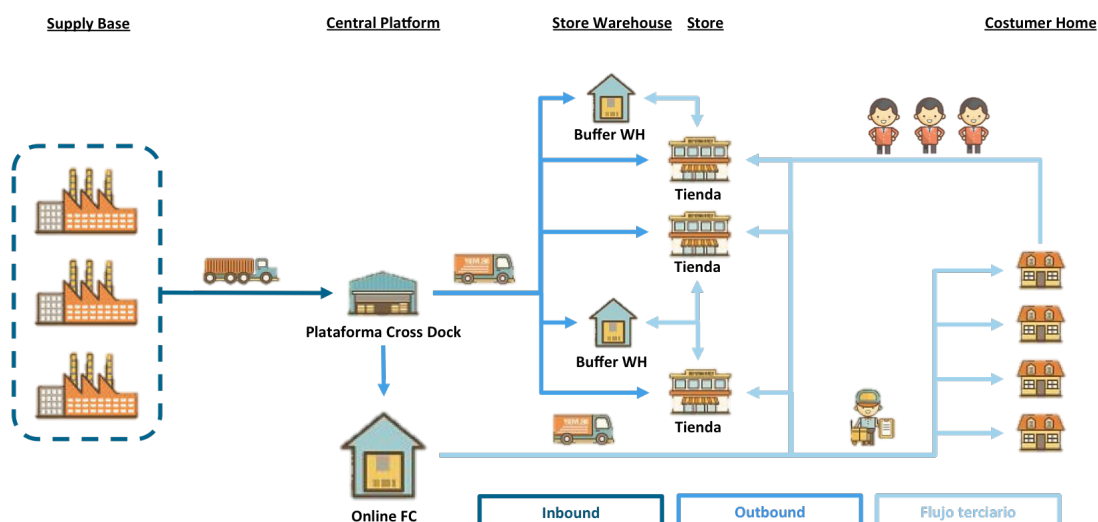 Supply Base
Central Platform
Store Warehouse
Store
Costumer Home
Buffer WH
Tienda
Tienda
Plataforma Cross Dock
Buffer WH
Tienda
Online FC
Inbound
Outbound
Flujo terciario